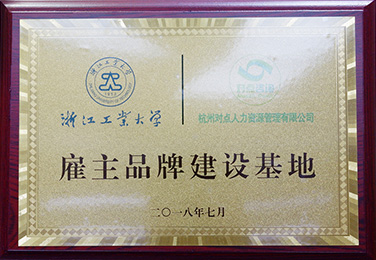 浙江工业大学
杭州对点人力资源管理有限公司
雇主品牌建设基地
二〇一八年七月